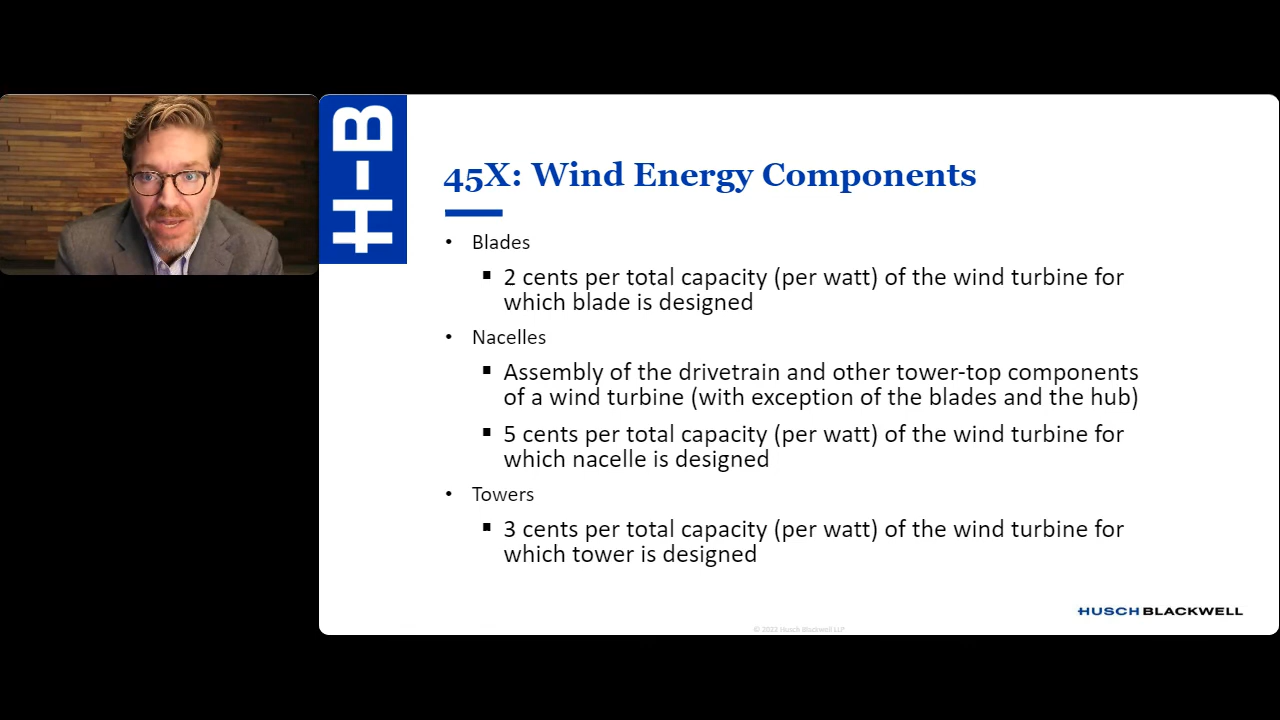 H-B
45X: Wind Energy Components
• Blades
▪ 2 cents per total capacity (per watt) of the wind turbine for
which blade is designed
• Nacelles
▪ Assembly of the drivetrain and other tower-top components
of a wind turbine (with exception of the blades and the hub)
▪ 5 cents per total capacity (per watt) of the wind turbine for
which nacelle is designed
• Towers
▪ 3 cents per total capacity (per watt) of the wind turbine for
which tower is designed
HUSCH BLACKWELL
© 2022 Husch Blackwell LLP